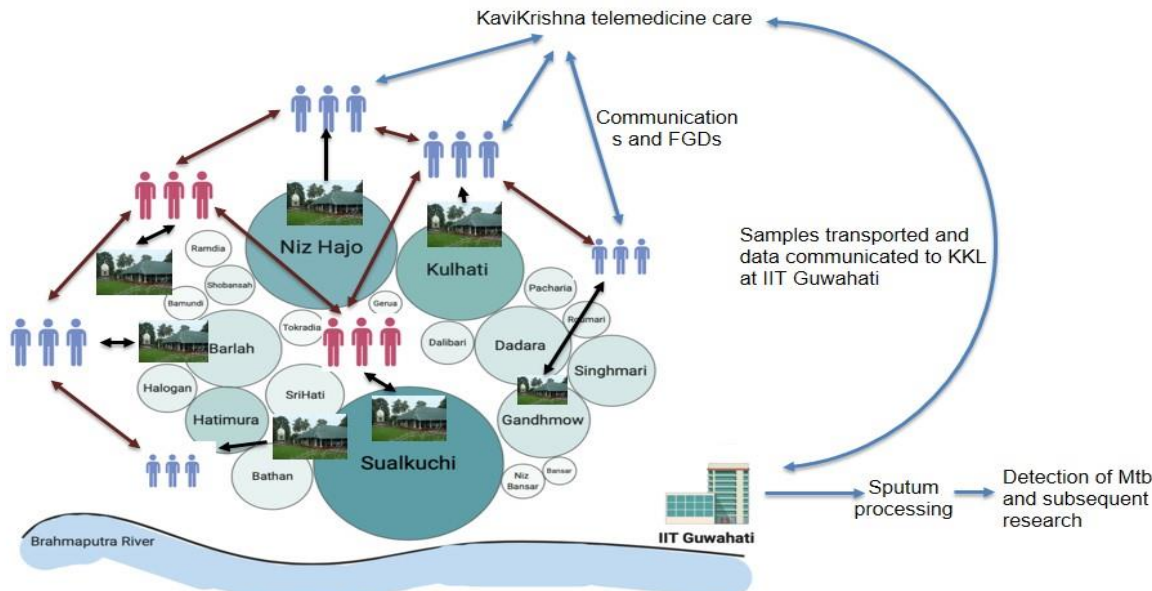 KaviKrishna telemedicine care
Communication
s and FGDs
Samples transported and
data communicated to KKL
at IIT Guwahati
Niz Hajo
Kulhati
Ramdia
Shobansah
Bamundi
Gerua
Tokradia
Barlah
Pacharia
Dalibari
Dadara
Singhmari
Halogan
SriHati
Hatimura
Gandhmow
Sualkuchi
Bathan
Niz
Bansar
Bansar
Sputum
processing
Detection of Mtb
and subsequent
research
IIT Guwahati
Brahmaputra River